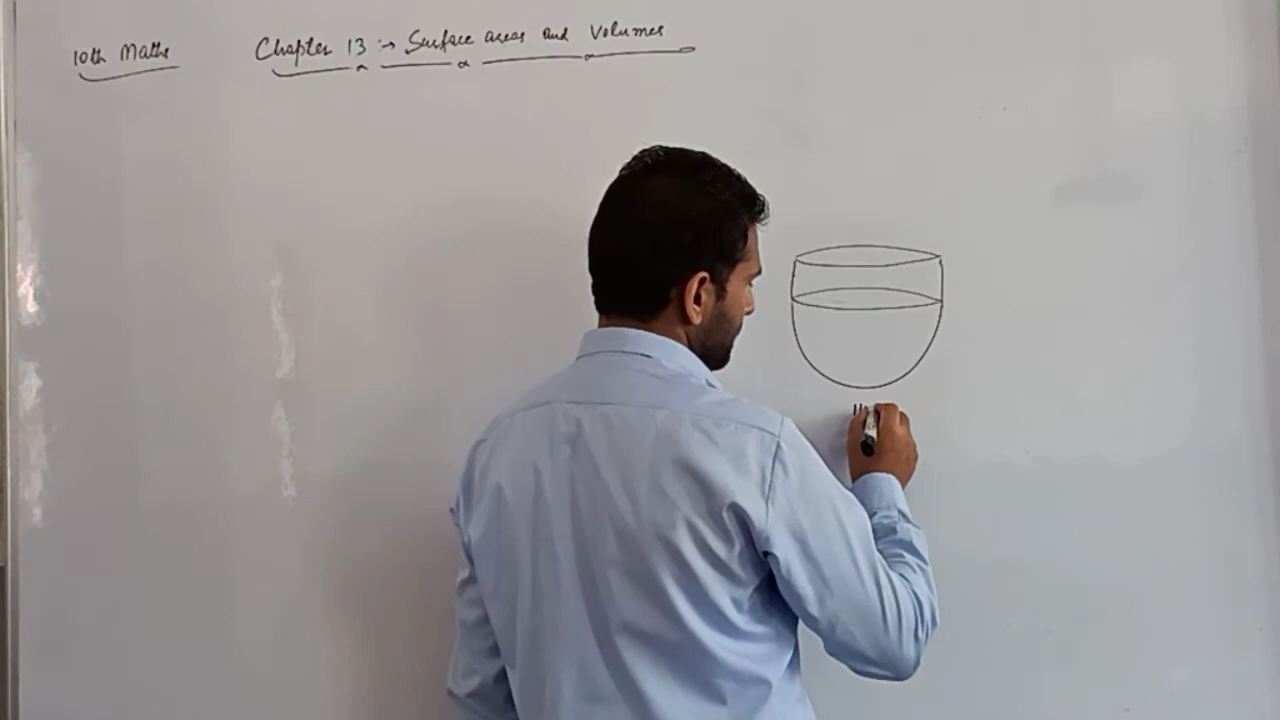 10th Maths
Chapter 13 :→ Surface areas and Volumes